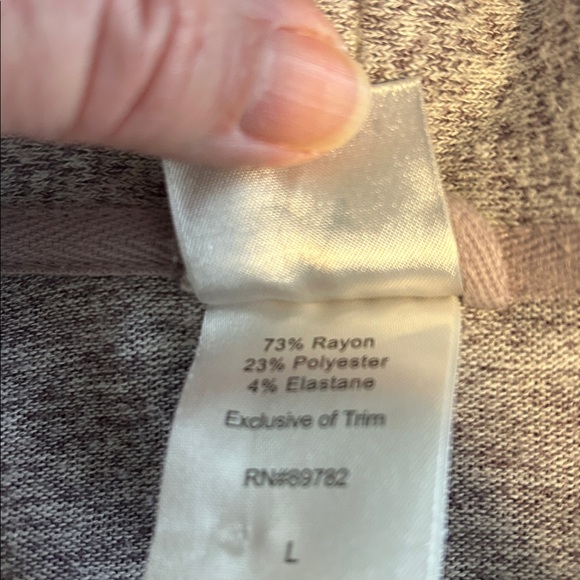 73% Rayon
23% Polyester
4% Elastane
Exclusive of Trim
RN#89782
L